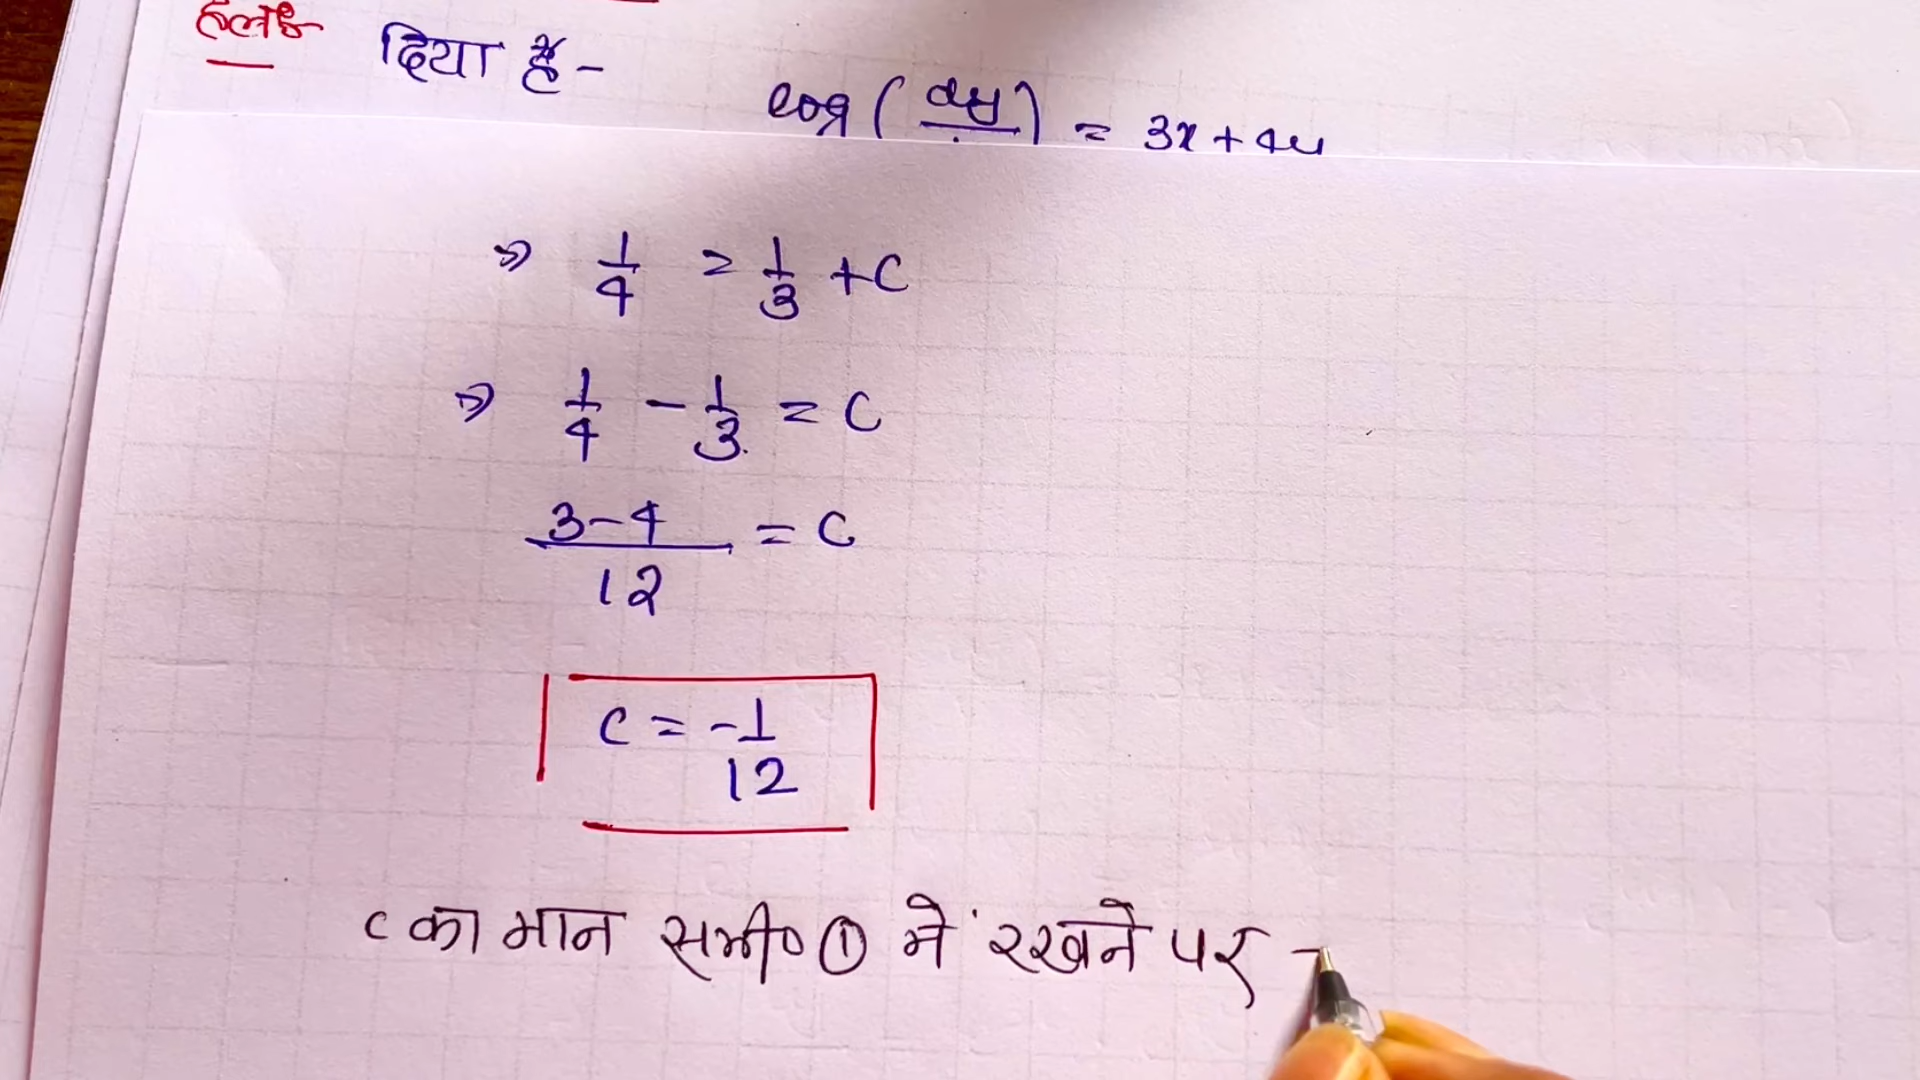 हलः
दिया है-
log (dy/) = 3x + 4y
⇒ 1/4 = 1/3 + C
⇒ 1/4 - 1/3 = C
3-4/12 = C
C = -1/12
C का मान समी० ① में रखने पर -